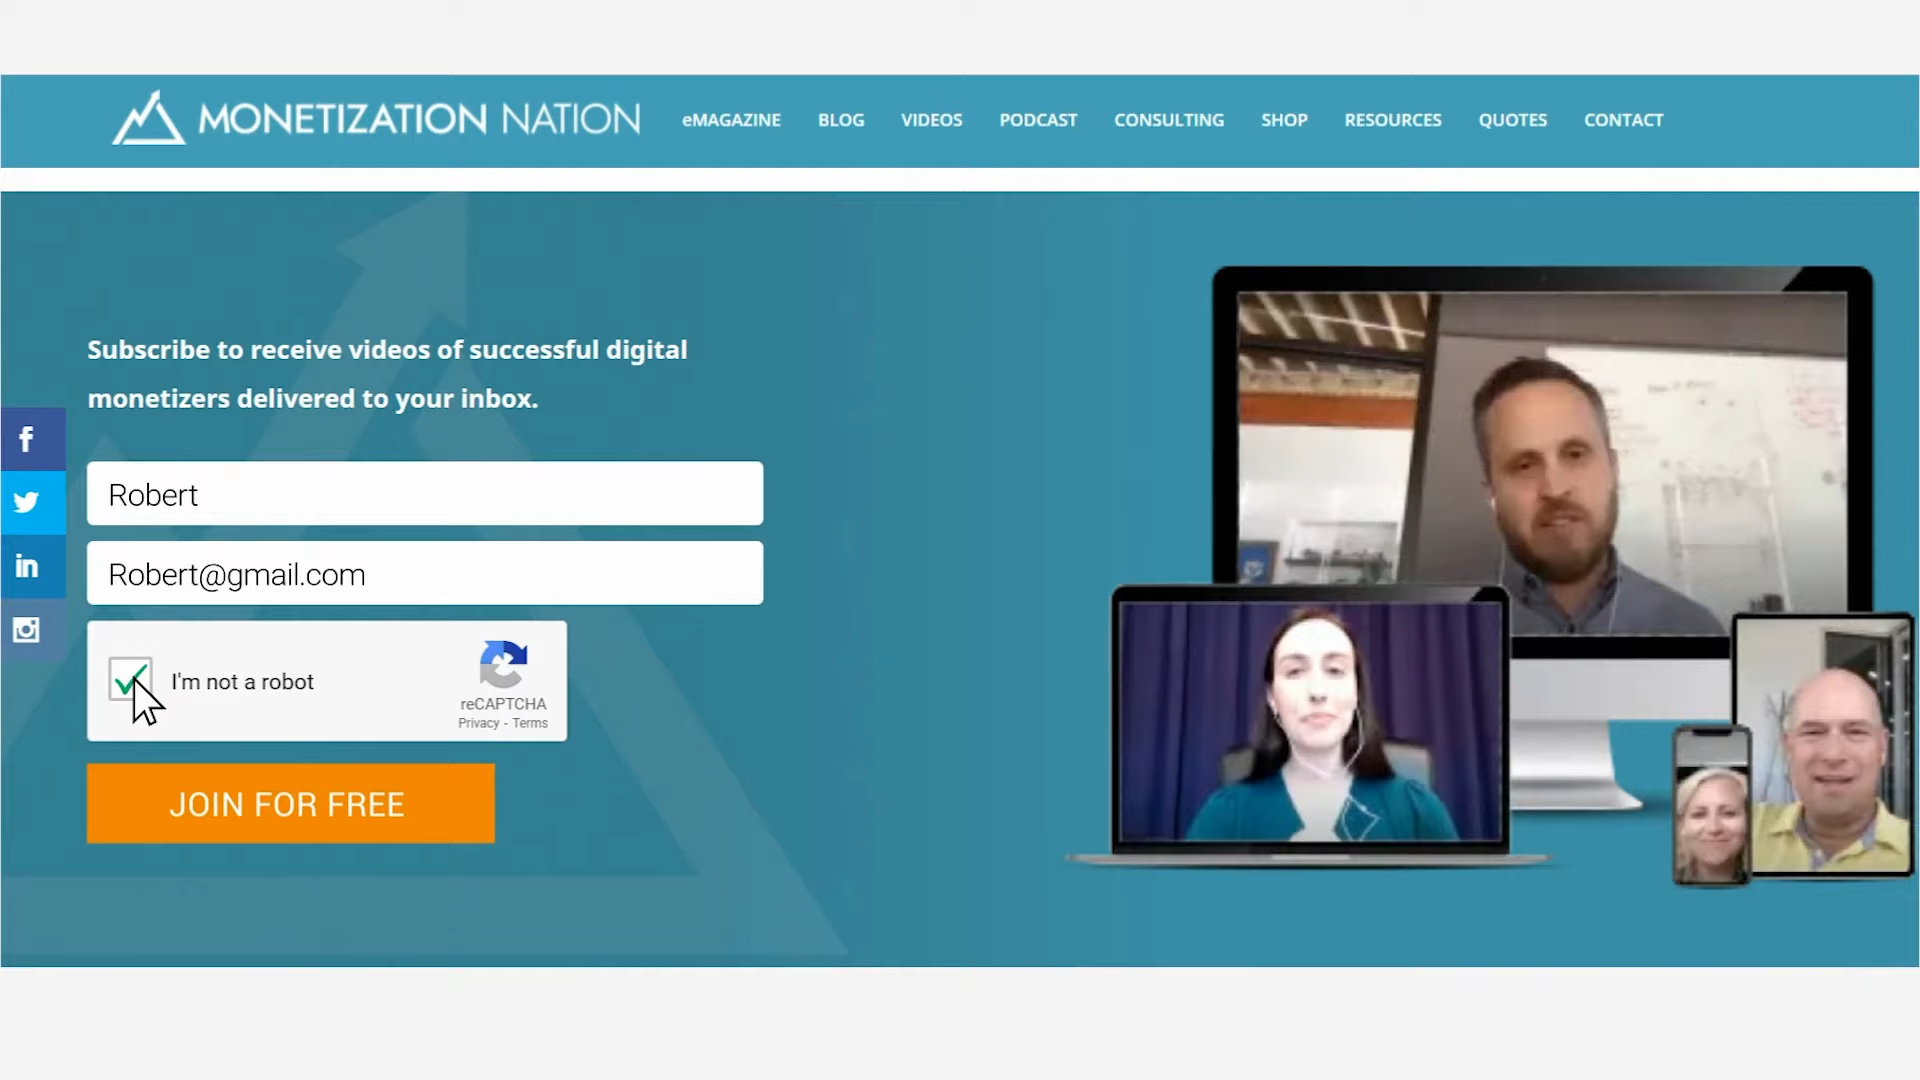 MONETIZATION NATION
eMAGAZINE BLOG VIDEOS PODCAST CONSULTING SHOP RESOURCES QUOTES CONTACT
Subscribe to receive videos of successful digital
monetizers delivered to your inbox.
f
in
Robert
Robert@gmail.com
I'm not a robot
reCAPTCHA
Privacy - Terms
JOIN FOR FREE